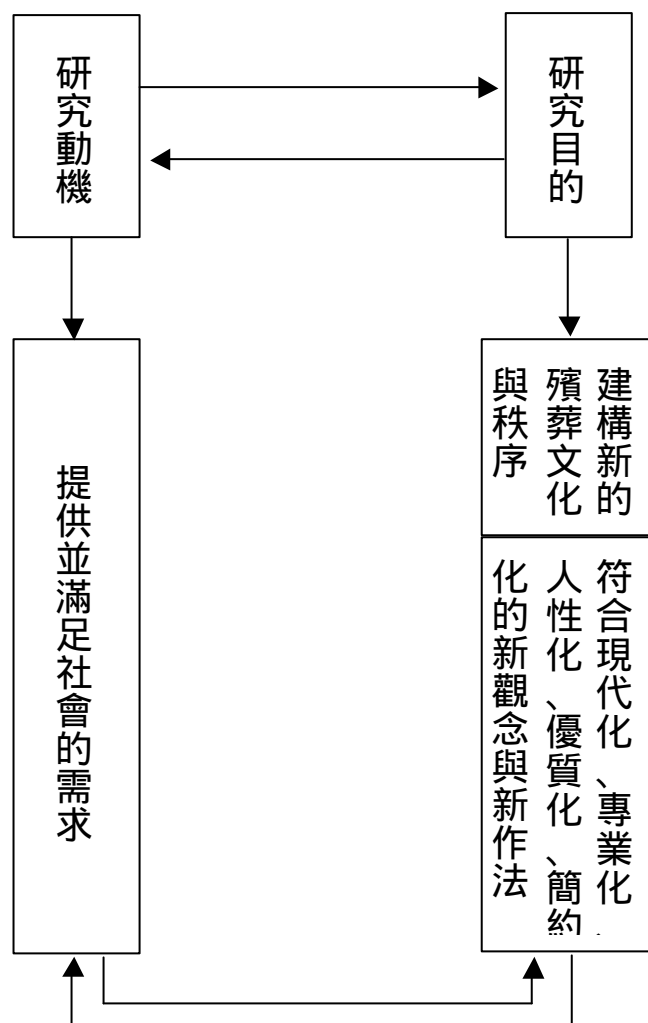 研究動機
研究目的
提供並滿足社會的需求
建構新的
殯葬文化
與秩序
符合現代化、專業化、
人性化、優質化、簡約
化的新觀念與新作法